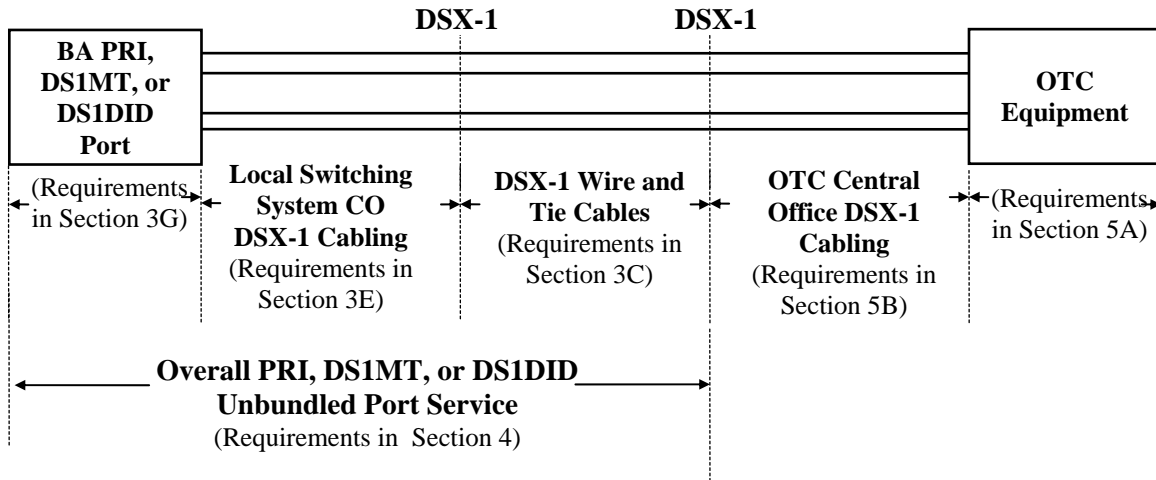 DSX-1
DSX-1
BA PRI,
DS1MT, or
DS1DID
Port
OTC
Equipment
(Requirements
in Section 3G)
Local Switching
System CO
DSX-1 Cabling
(Requirements in
Section 3E)
DSX-1 Wire and
Tie Cables
(Requirements in
Section 3C)
OTC Central
Office DSX-1
Cabling
(Requirements in
Section 5B)
(Requirements
in Section 5A)
Overall PRI, DS1MT, or DS1DID
Unbundled Port Service
(Requirements in Section 4)